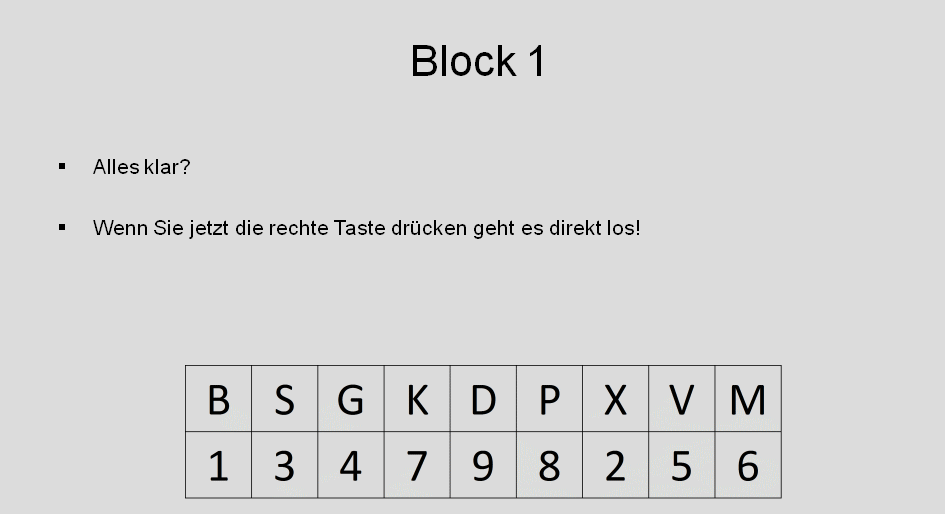 Block 1
Alles klar?
Wenn Sie jetzt die rechte Taste drücken geht es direkt los!
B S G K D P X V M
1 3 4 7 9 8 2 5 6